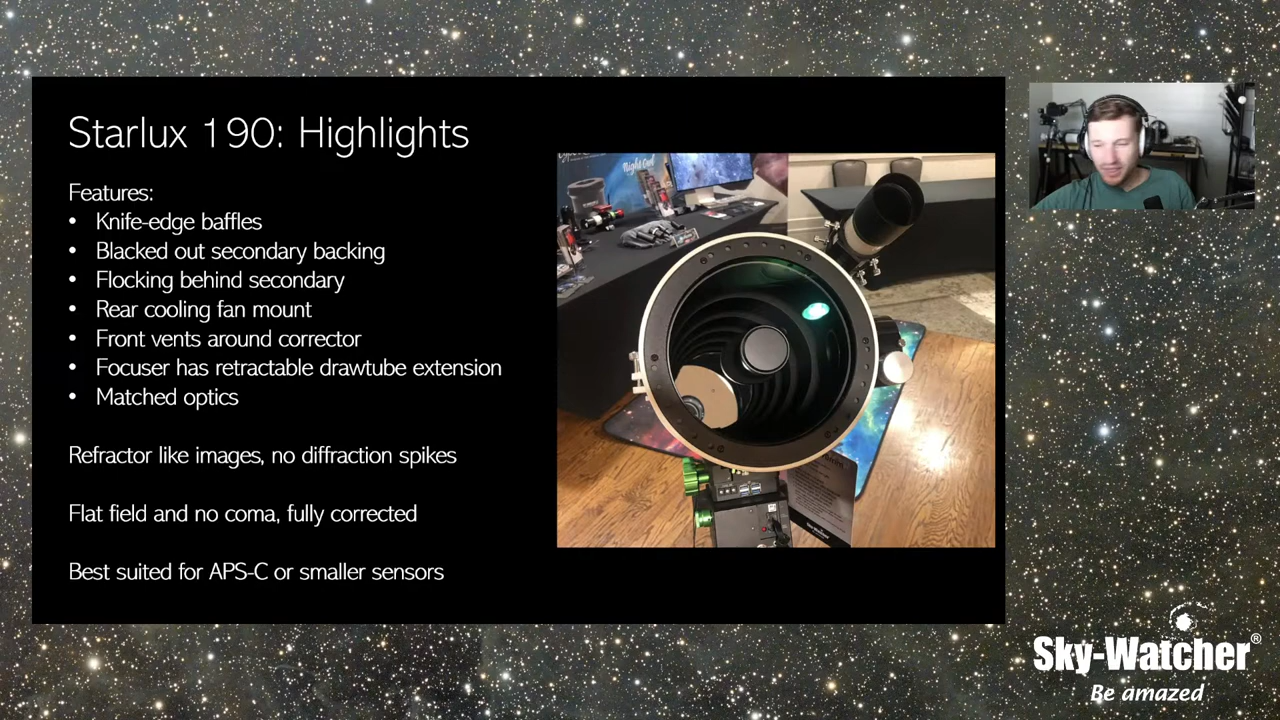 Starlux 190: Highlights
Features:
• Knife-edge baffles
• Blacked out secondary backing
• Flocking behind secondary
• Rear cooling fan mount
• Front vents around corrector
• Focuser has retractable drawtube extension
• Matched optics
Refractor like images, no diffraction spikes
Flat field and no coma, fully corrected
Best suited for APS-C or smaller sensors
Night Owl
Sky-Watcher®
Be amazed